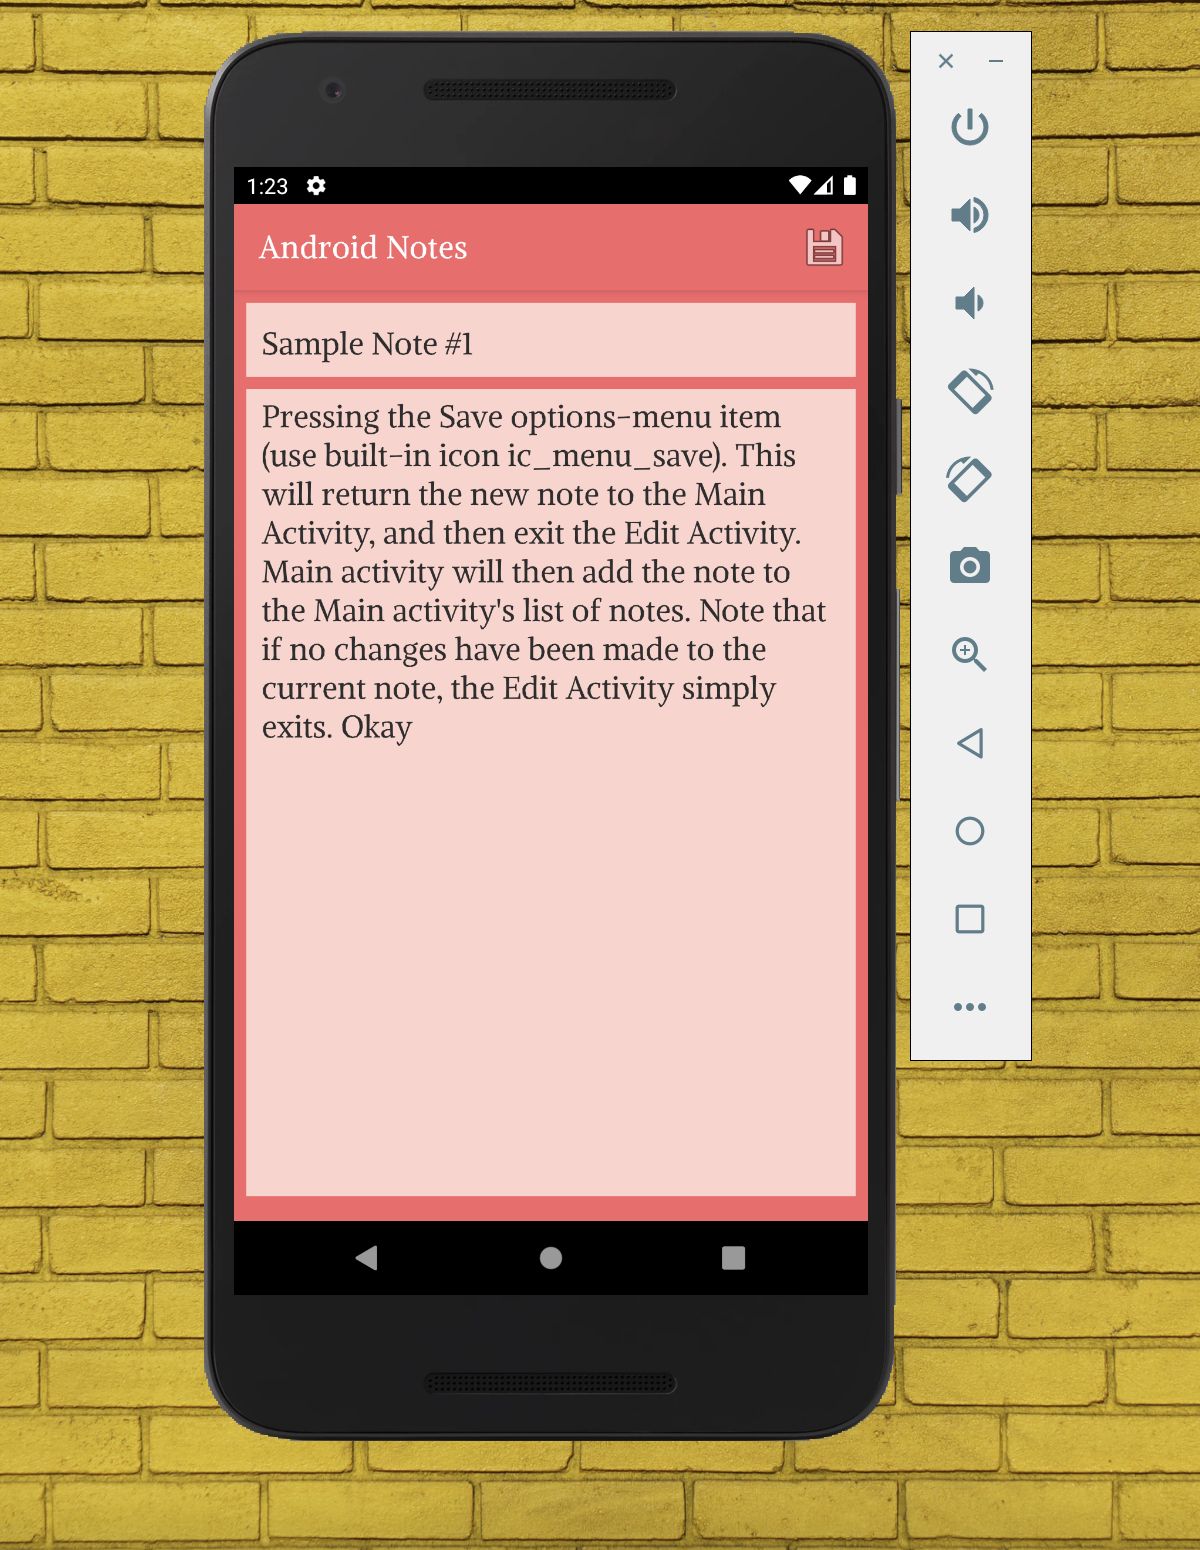 1:23
Android Notes
Sample Note #1
Pressing the Save options-menu item
(use built-in icon ic_menu_save). This
will return the new note to the Main
Activity, and then exit the Edit Activity.
Main activity will then add the note to
the Main activity's list of notes. Note that
if no changes have been made to the
current note, the Edit Activity simply
exits. Okay